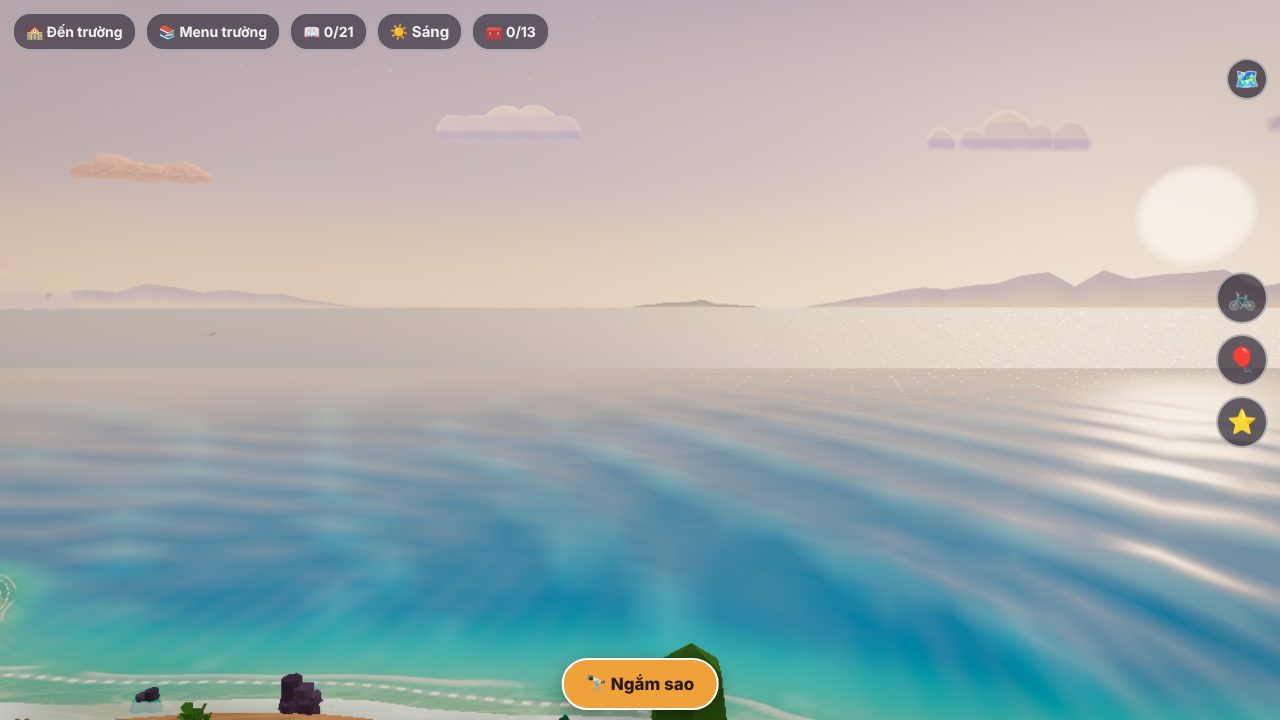 Đến trường
Menu trường
0/21
Sáng
0/13
Ngắm sao